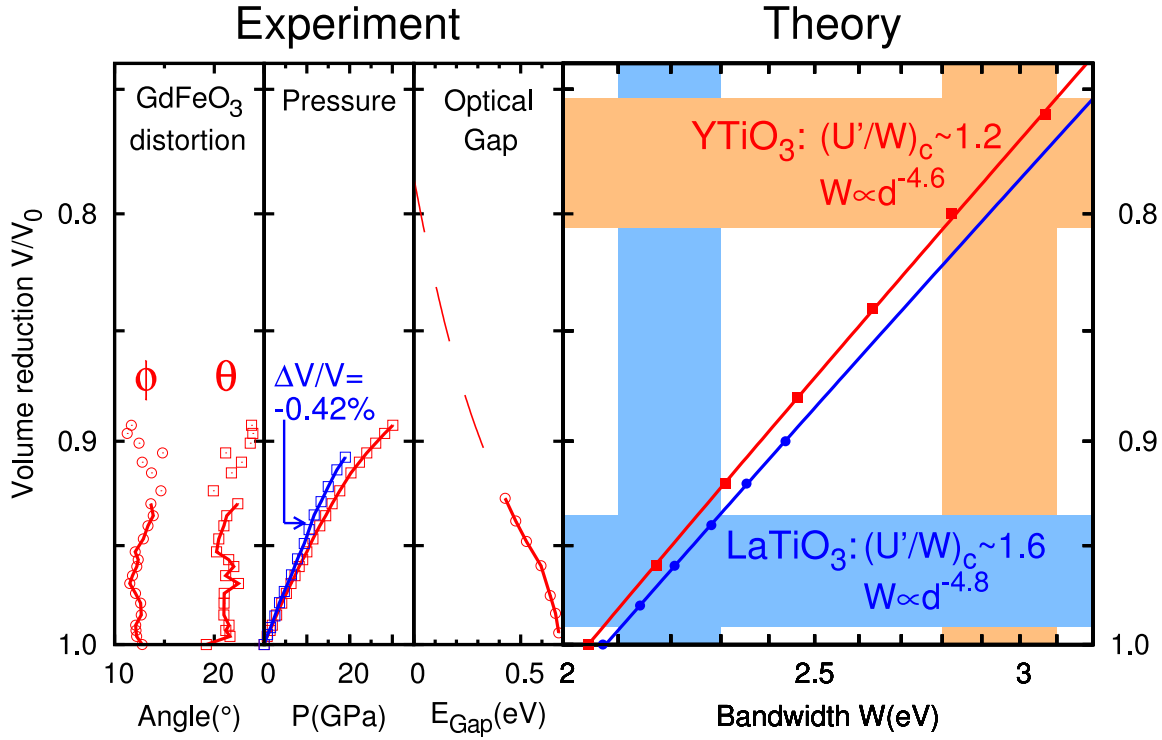 Experiment
Theory
GdFeO₃
distortion
Pressure
Optical
Gap
YTiO₃: (U'/W)c~1.2
W∝d⁻⁴·⁶
0.8
0.8
Volume reduction V/V₀
ϕ
θ
ΔV/V=
-0.42%
0.9
0.9
LaTiO₃: (U'/W)c~1.6
W∝d⁻⁴·⁸
1.0
1.0
10
20
0
20
0
0.5
2
2.5
3
Angle(°)
P(GPa)
E_Gap(eV)
Bandwidth W(eV)